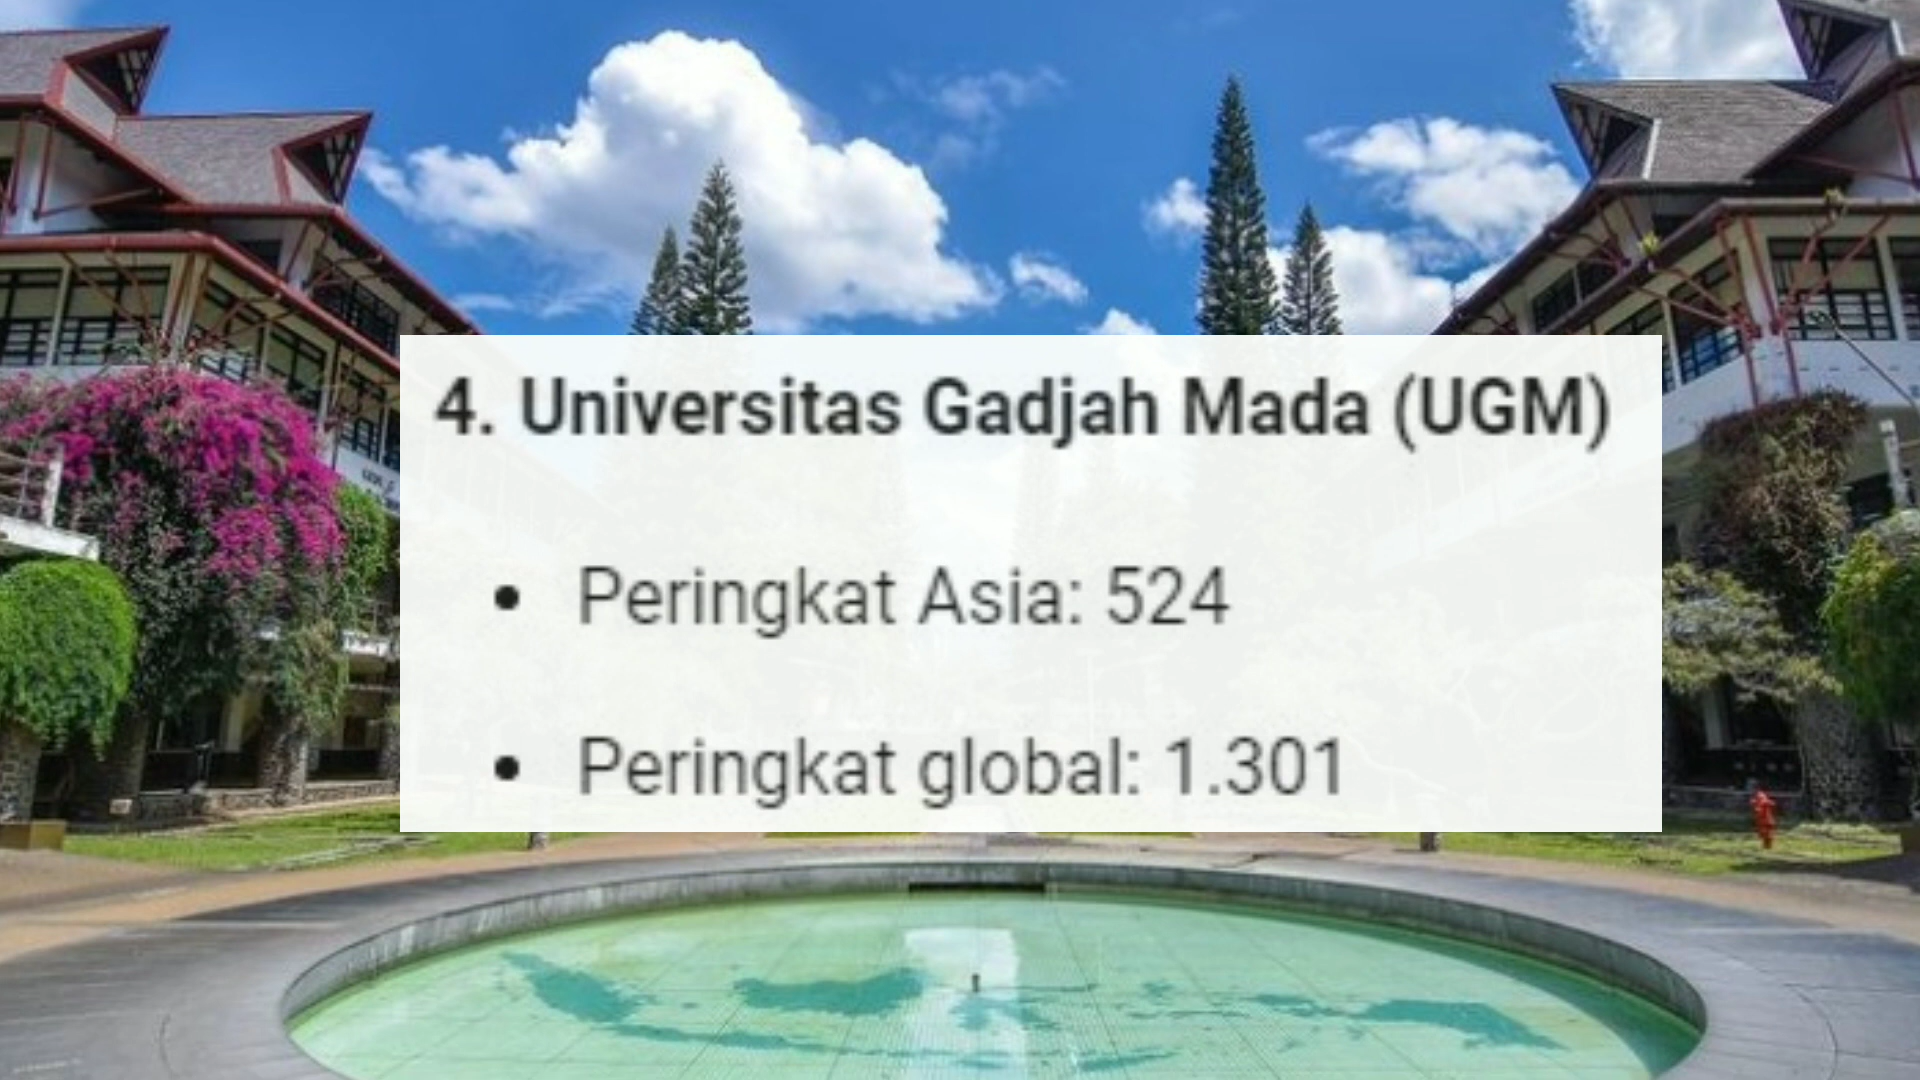 4. Universitas Gadjah Mada (UGM)
• Peringkat Asia: 524
• Peringkat global: 1.301